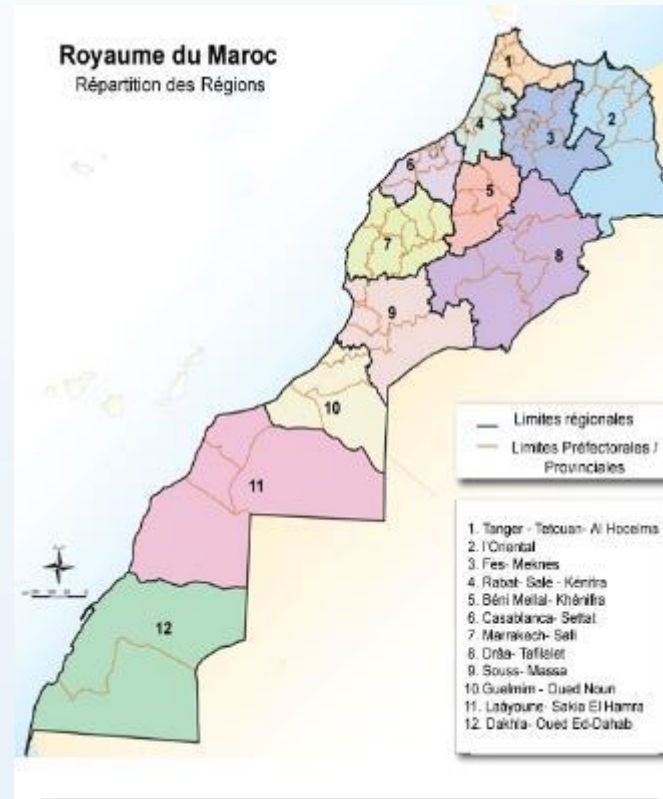 Royaume du Maroc
Répartition des Régions
1
2
3
4
5
6
7
8
9
10
11
12
Limites régionales
Limites Préfectorales /
Provinciales
1. Tanger - Tetouan- Al Hoceima
2. l'Oriental
3. Fès- Meknès
4. Rabat- Salé - Kénitra
5. Béni Mellal- Khénifra
6. Casablanca- Settat
7. Marrakech- Safi
8. Drâa- Tafilalet
9. Souss- Massa
10. Guelmim - Oued Noun
11. Laâyoune- Sakia El Hamra
12. Dakhla- Oued Ed-Dahab